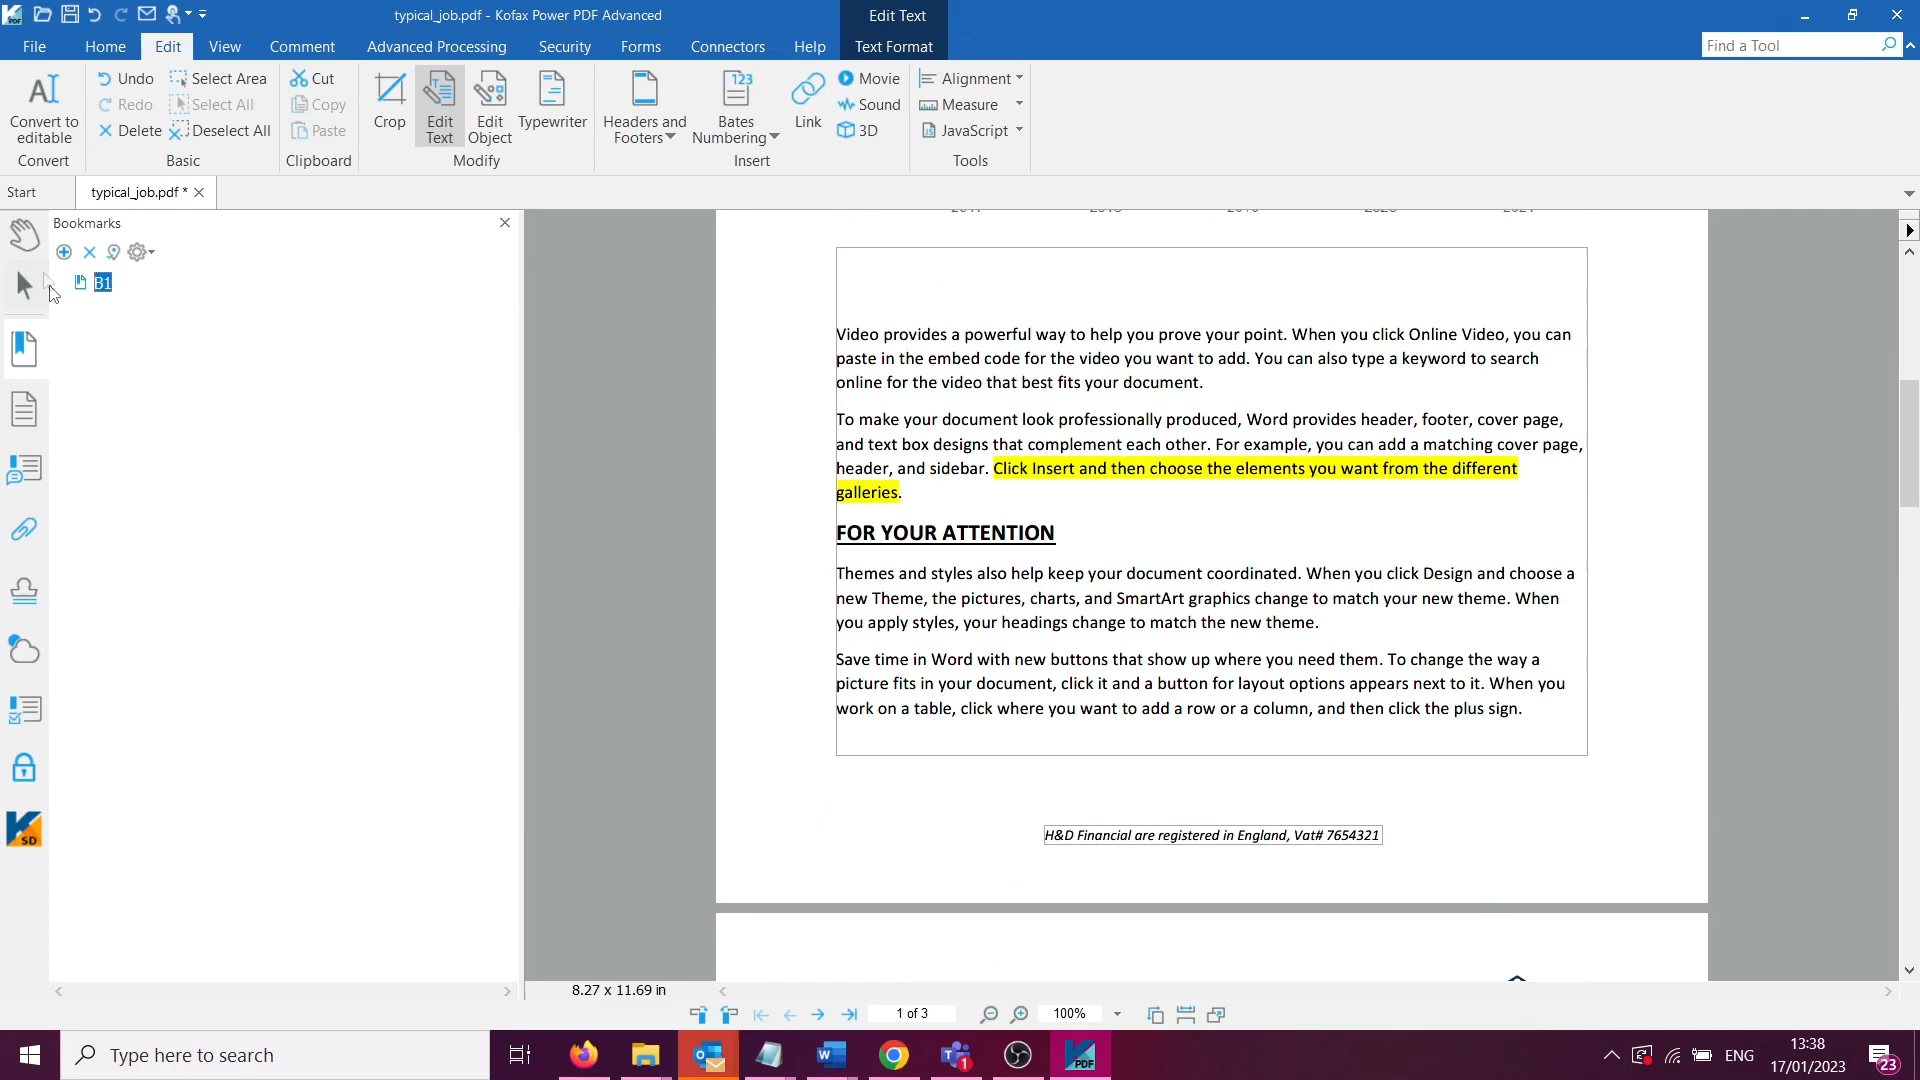 typical_job.pdf - Kofax Power PDF Advanced
Edit Text
File Home Edit View Comment Advanced Processing Security Forms Connectors Help Text Format
Find a Tool
Convert to editable
Convert
Undo
Redo
Delete
Select Area
Select All
Deselect All
Basic
Cut
Copy
Paste
Clipboard
Crop
Edit Text
Edit Object
Typewriter
Modify
Headers and Footers
123
Bates Numbering
Link
Movie
Sound
3D
Insert
Alignment
Measure
JavaScript
Tools
Start
typical_job.pdf *
Bookmarks
B1
Video provides a powerful way to help you prove your point. When you click Online Video, you can
paste in the embed code for the video you want to add. You can also type a keyword to search
online for the video that best fits your document.
To make your document look professionally produced, Word provides header, footer, cover page,
and text box designs that complement each other. For example, you can add a matching cover page,
header, and sidebar. Click Insert and then choose the elements you want from the different
galleries.
FOR YOUR ATTENTION
Themes and styles also help keep your document coordinated. When you click Design and choose a
new Theme, the pictures, charts, and SmartArt graphics change to match your new theme. When
you apply styles, your headings change to match the new theme.
Save time in Word with new buttons that show up where you need them. To change the way a
picture fits in your document, click it and a button for layout options appears next to it. When you
work on a table, click where you want to add a row or a column, and then click the plus sign.
H&D Financial are registered in England, Vat# 7654321
8.27 x 11.69 in
1 of 3
100%
Type here to search
ENG
13:38
17/01/2023
23